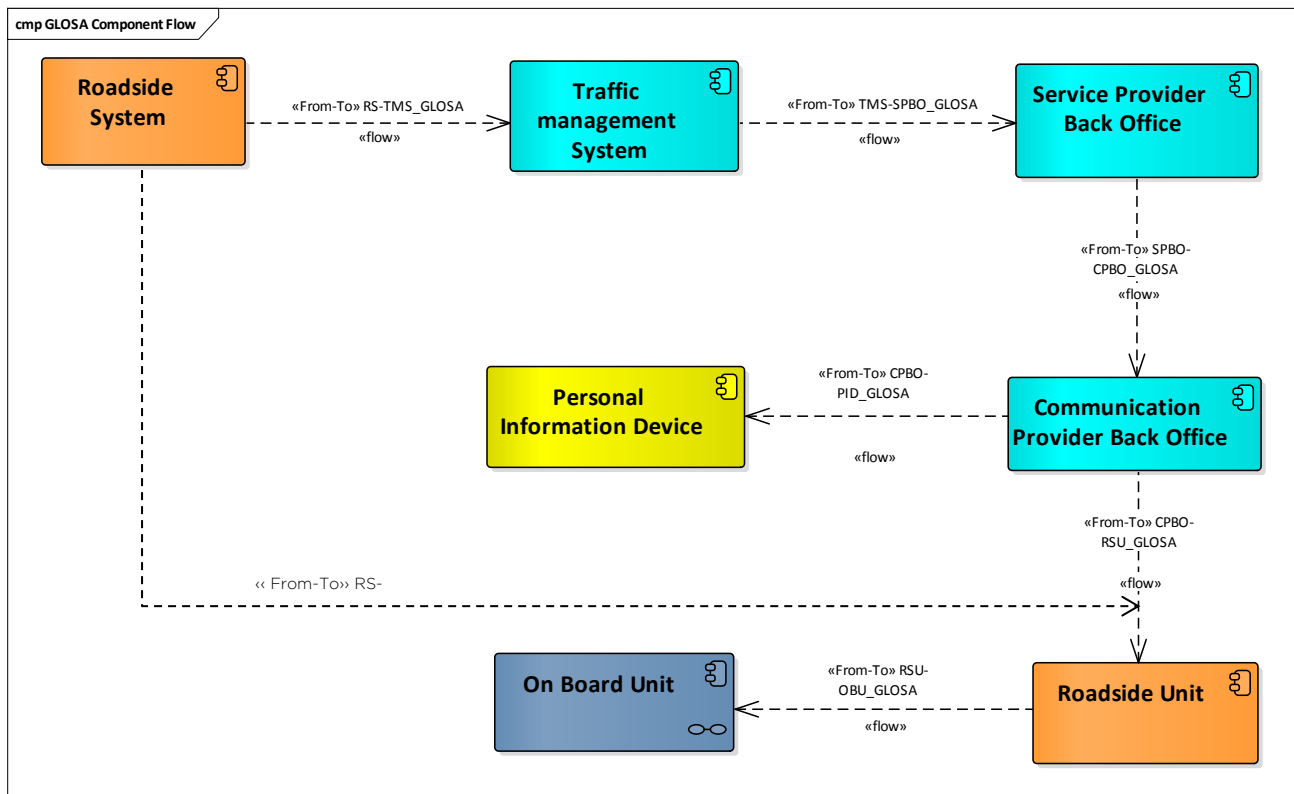 cmp GLOSA Component Flow
Roadside
System
«From-To» RS-TMS_GLOSA
«flow»
Traffic
management
System
«From-To» TMS-SPBO_GLOSA
«flow»
Service Provider
Back Office
«From-To» SPBO-
CPBO_GLOSA
«flow»
Personal
Information Device
«From-To» CPBO-
PID_GLOSA
«flow»
Communication
Provider Back Office
«From-To» CPBO-
RSU_GLOSA
«flow»
‹‹ From-To›› RS-
On Board Unit
«From-To» RSU-
OBU_GLOSA
«flow»
Roadside Unit